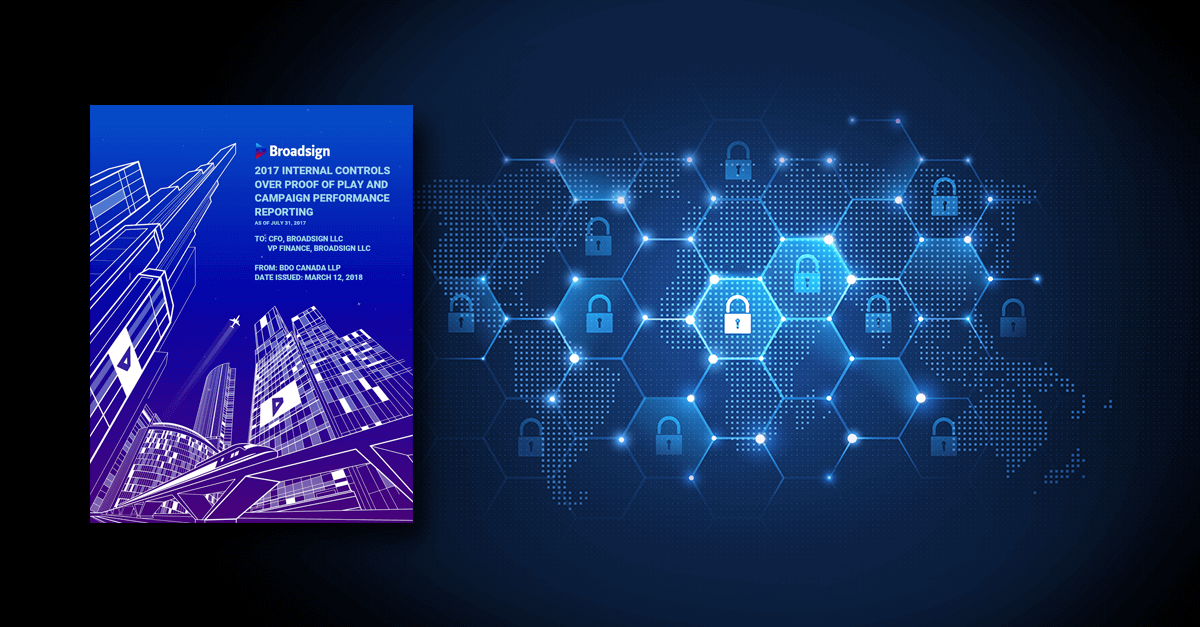 Broadsign
2017 INTERNAL CONTROLS
OVER PROOF OF PLAY AND
CAMPAIGN PERFORMANCE
REPORTING
AS OF JULY 31, 2017
TO: CFO, BROADSIGN LLC
VP FINANCE, BROADSIGN LLC
FROM: BDO CANADA LLP
DATE ISSUED: MARCH 12, 2018